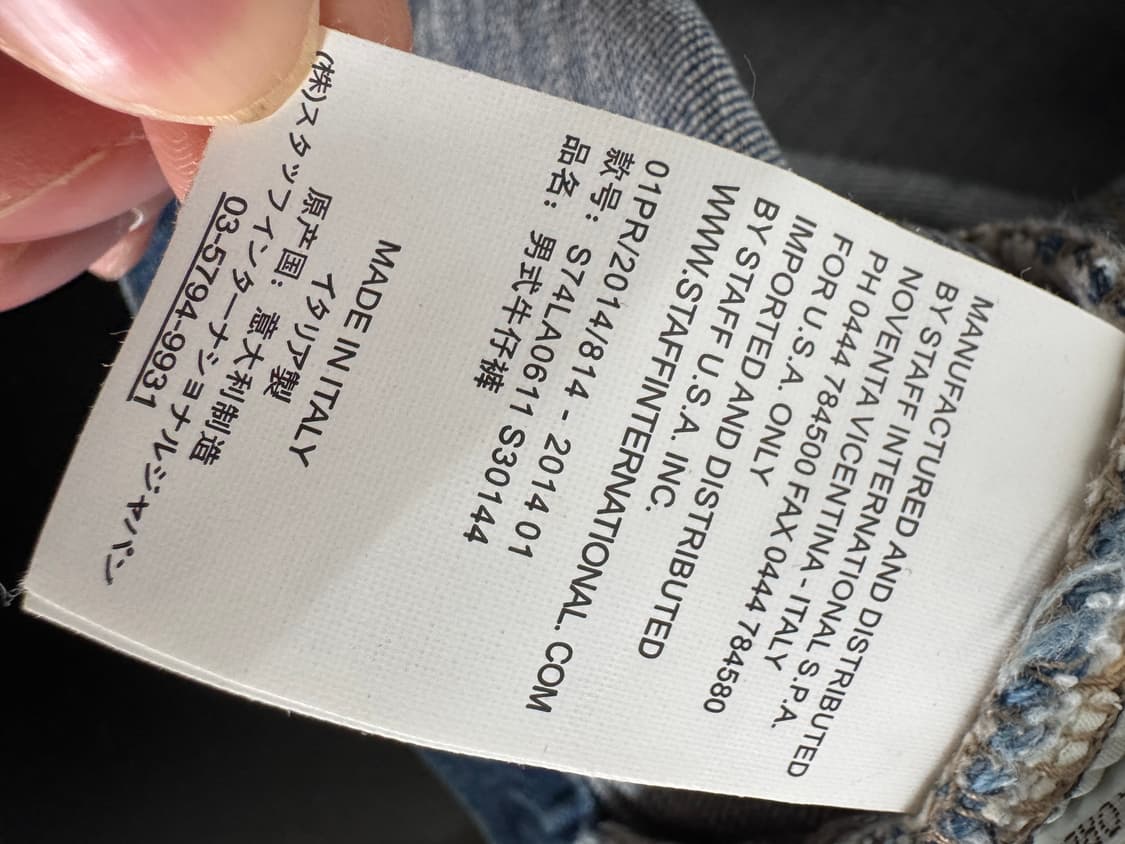 MANUFACTURED AND DISTRIBUTED
BY STAFF INTERNATIONAL S.P.A.
NOVENTA VICENTINA - ITALY
PH 0444 784500 FAX 0444 784580
FOR U.S.A. ONLY
IMPORTED AND DISTRIBUTED
BY STAFF U.S.A. INC.
WWW.STAFFINTERNATIONAL.COM
01PR/2014/814 - 2014 01
款号: S74LA0611 S30144
品名: 男式牛仔裤
MADE IN ITALY
イタリア製
原产国: 意大利制造
(株)スタッフインターナショナルジャパン
03-5794-9931